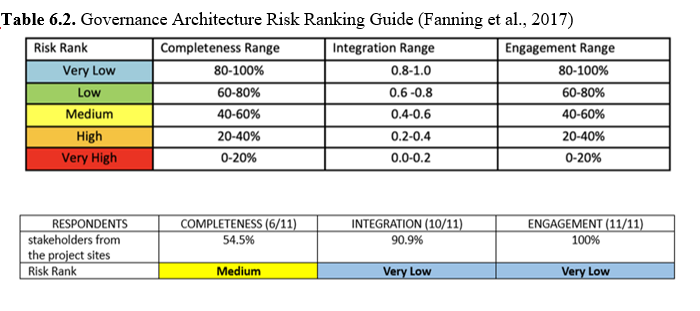 Table 6.2. Governance Architecture Risk Ranking Guide (Fanning et al., 2017)
Risk Rank Completeness Range Integration Range Engagement Range
Very Low 80-100% 0.8-1.0 80-100%
Low 60-80% 0.6 -0.8 60-80%
Medium 40-60% 0.4-0.6 40-60%
High 20-40% 0.2-0.4 20-40%
Very High 0-20% 0.0-0.2 0-20%
RESPONDENTS COMPLETENESS (6/11) INTEGRATION (10/11) ENGAGEMENT (11/11)
stakeholders from 54.5% 90.9% 100%
the project sites
Risk Rank Medium Very Low Very Low